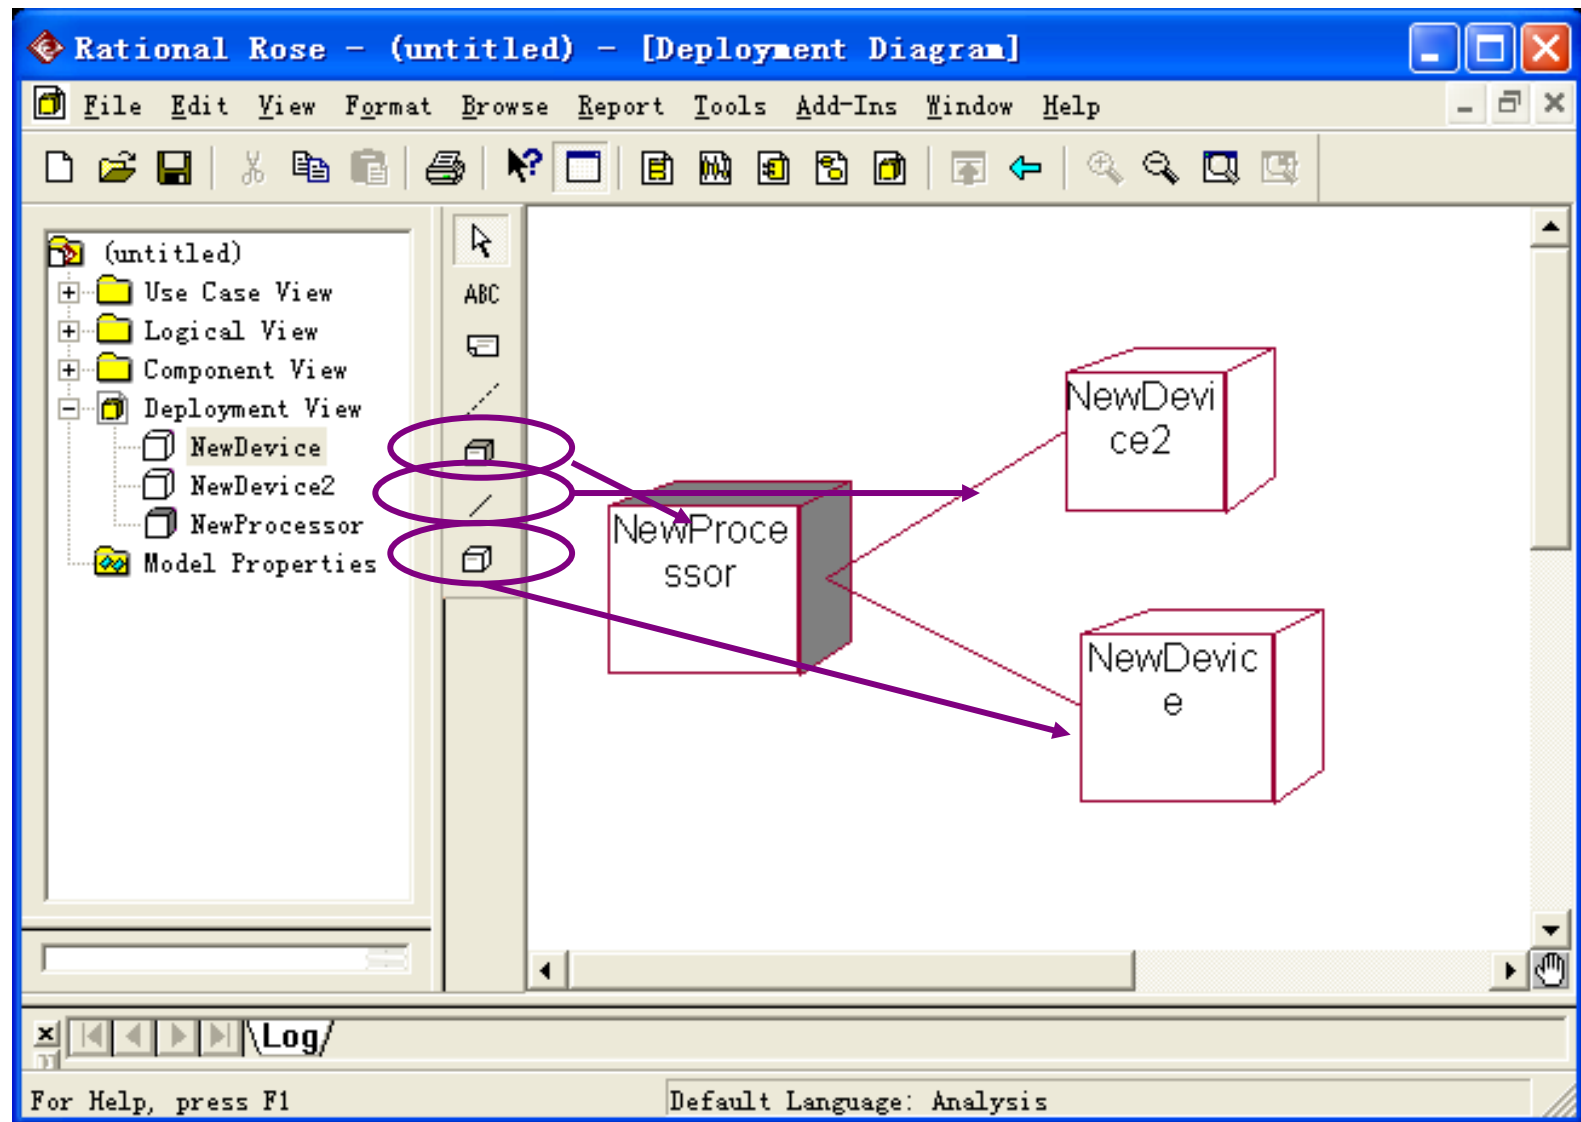 Rational Rose - (untitled) - [Deployment Diagram]
File Edit View Format Browse Report Tools Add-Ins Window Help
(untitled)
Use Case View
Logical View
Component View
Deployment View
NewDevice
NewDevice2
NewProcessor
Model Properties
ABC
NewDevi
ce2
NewProce
ssor
NewDevic
e
Log
For Help, press F1
Default Language: Analysis